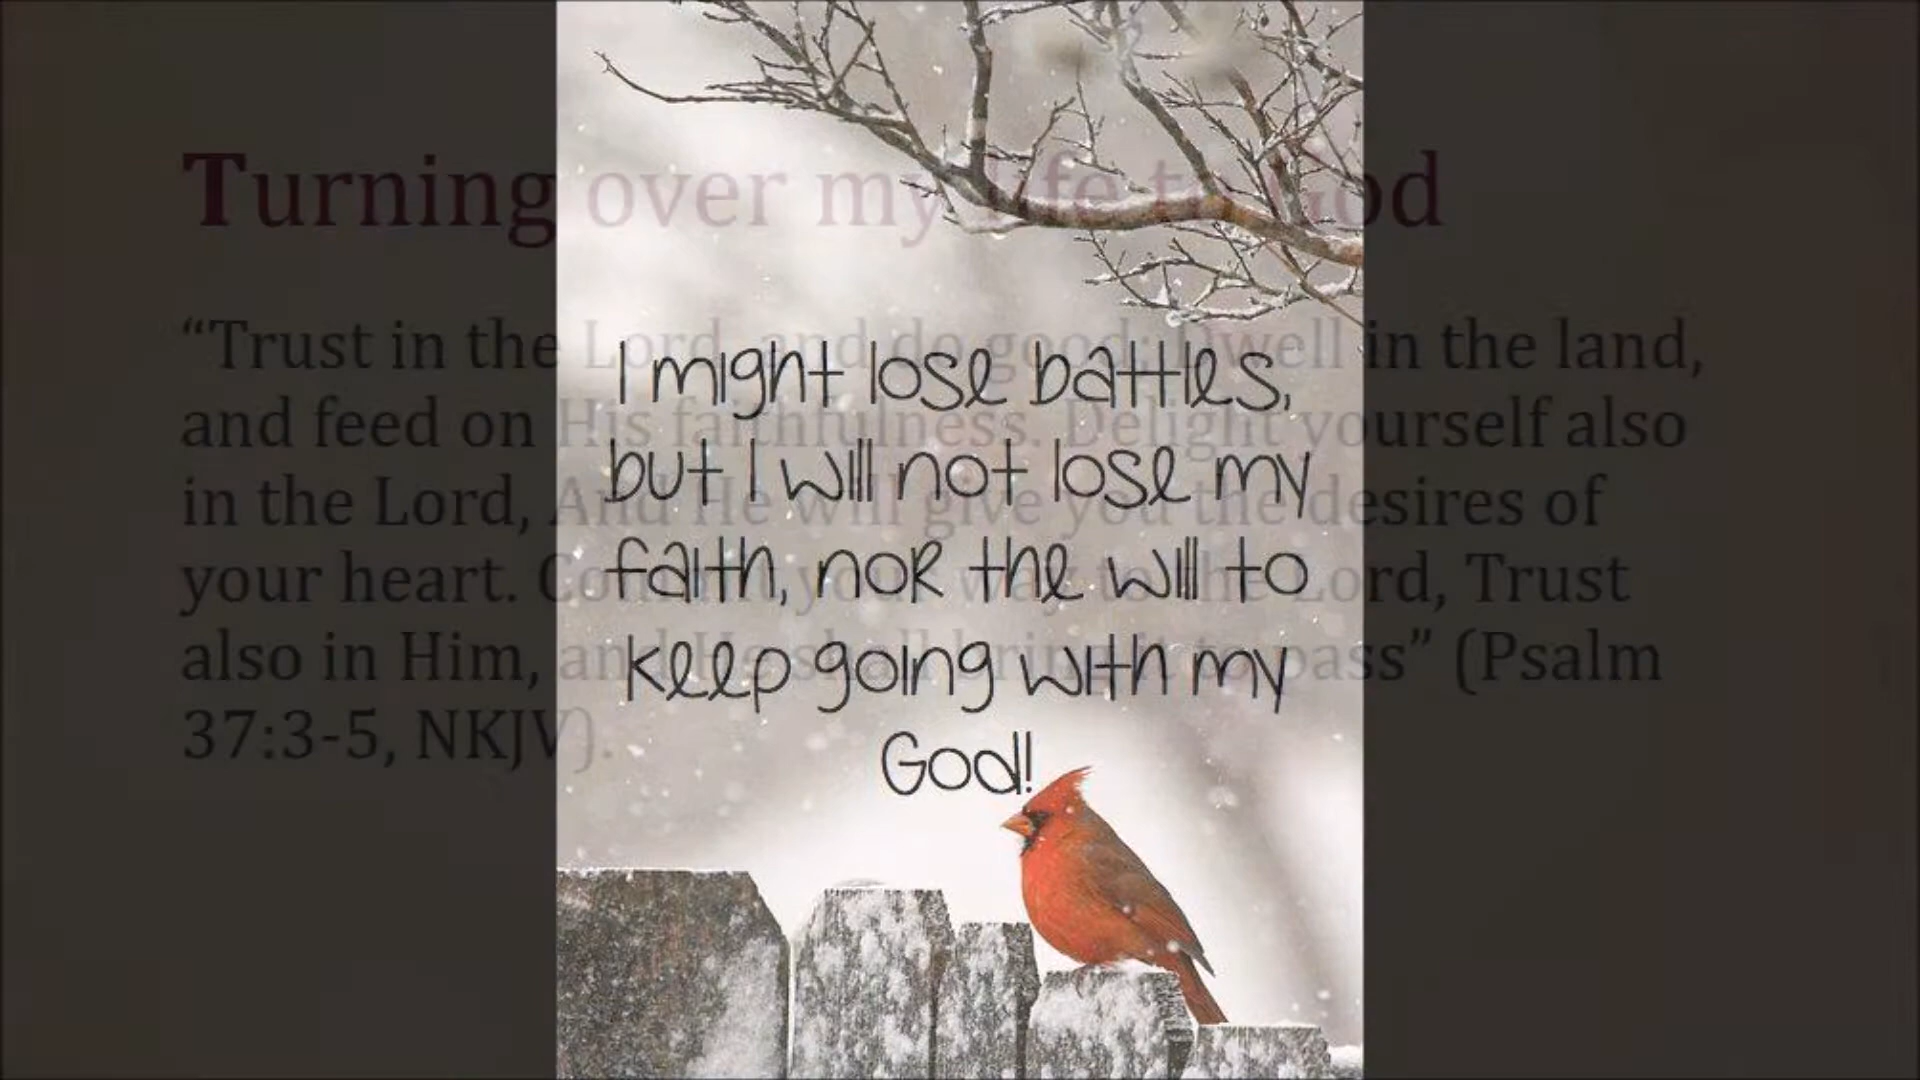 Turning over my life to God
“Trust in the Lord, and do good; Dwell in the land,
and feed on His faithfulness. Delight yourself also
in the Lord, And He will give you the desires of
your heart. Commit your way to the Lord, Trust
also in Him, and He shall bring it to pass” (Psalm
37:3-5, NKJV).
I might lose battles,
but I will not lose my
faith, nor the will to
keep going with my
God!